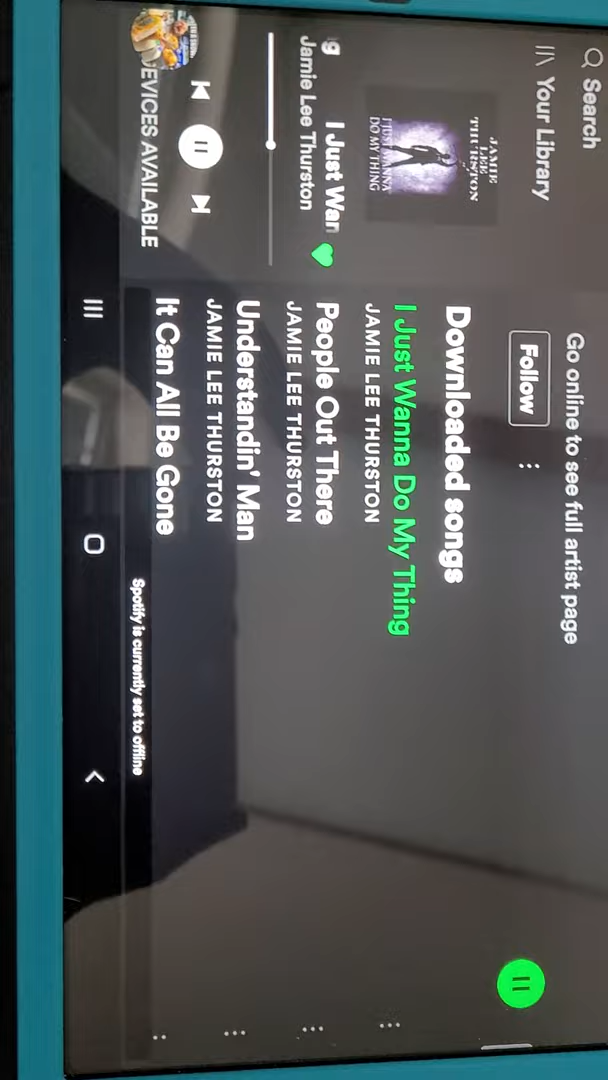 Search
Your Library
JAMIE
LEE
THURSTON
I JUST WANNA
DO MY THING
g I Just Wan
Jamie Lee Thurston
DEVICES AVAILABLE
Go online to see full artist page
Follow
Downloaded songs
I Just Wanna Do My Thing
JAMIE LEE THURSTON
People Out There
JAMIE LEE THURSTON
Understandin' Man
JAMIE LEE THURSTON
It Can All Be Gone
Spotify is currently set to offline